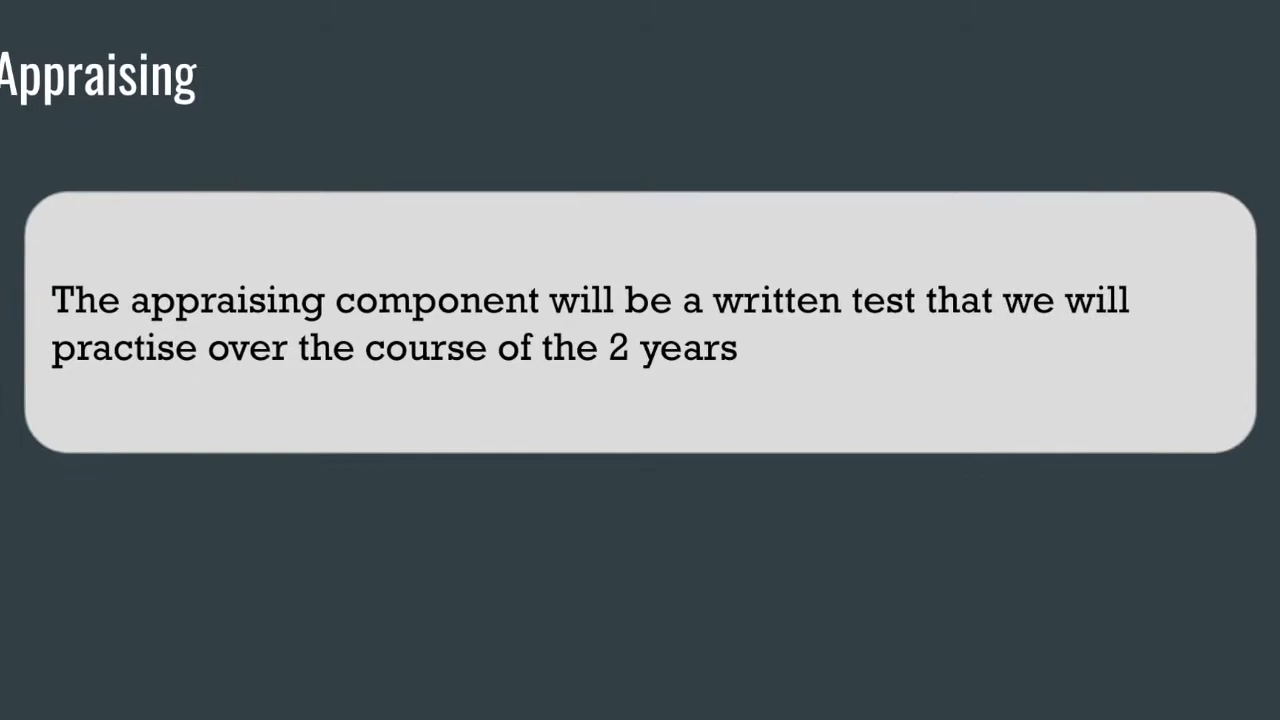 Appraising
The appraising component will be a written test that we will
practise over the course of the 2 years